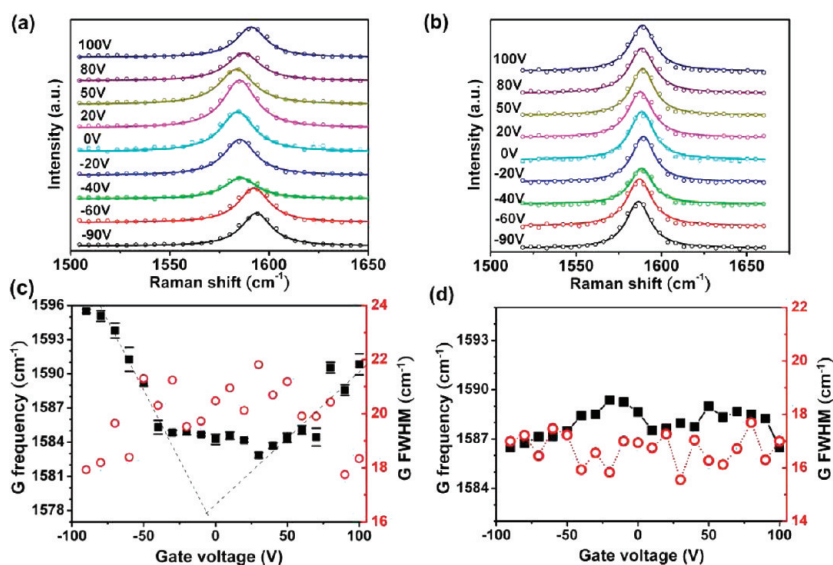 (a)
100V
80V
50V
20V
0V
-20V
-40V
-60V
-90V
Intensity (a.u.)
1500 1550 1600 1650
Raman shift (cm⁻¹)
(b)
100V
80V
50V
20V
0V
-20V
-40V
-60V
-90V
Intensity (a.u.)
1500 1550 1600 1650
Raman shift (cm⁻¹)
(c)
1596
1593
1590
1587
1584
1581
1578
G frequency (cm⁻¹)
24
22
20
18
16
G FWHM (cm⁻¹)
-100 -50 0 50 100
Gate voltage (V)
(d)
1593
1590
1587
1584
G frequency (cm⁻¹)
22
20
18
16
14
G FWHM (cm⁻¹)
-100 -50 0 50 100
Gate voltage (V)